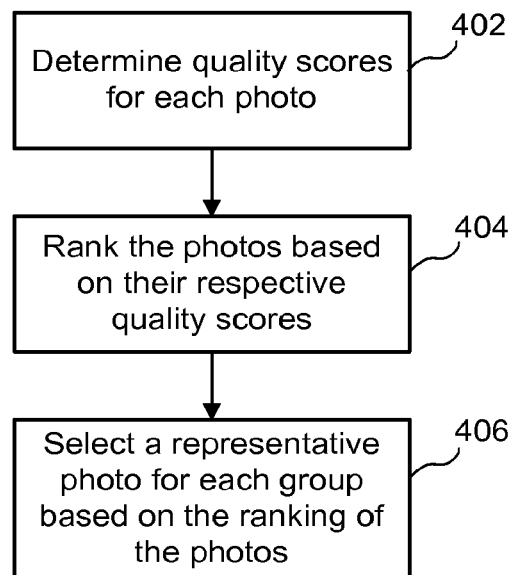 402
Determine quality scores
for each photo
404
Rank the photos based
on their respective
quality scores
406
Select a representative
photo for each group
based on the ranking of
the photos